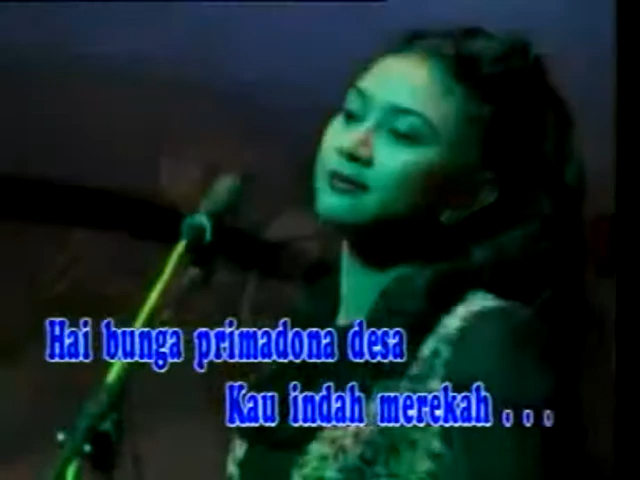 Hai bunga primadona desa
Kau indah merekah . . .